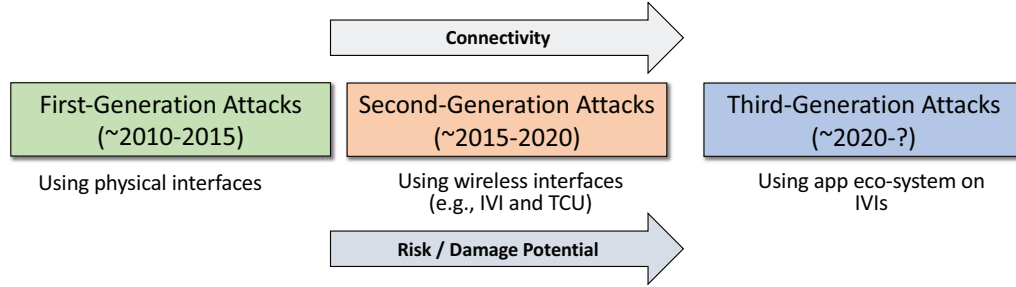 Connectivity
First-Generation Attacks
(~2010-2015)
Second-Generation Attacks
(~2015-2020)
Third-Generation Attacks
(~2020-?)
Using physical interfaces
Using wireless interfaces
(e.g., IVI and TCU)
Using app eco-system on
IVIs
Risk / Damage Potential